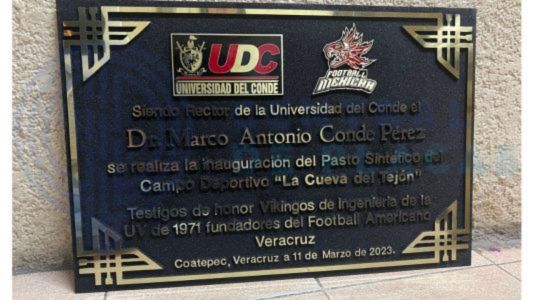 UDC
UNIVERSIDAD DEL CONDE
FOOTBALL
MEXICAN
Siendo Rector de la Universidad del Conde el
Dr. Marco Antonio Conde Pérez
se realiza la inauguración del Pasto Sintético del
Campo Deportivo “La Cueva del Tejón”
Testigos de honor Vikingos de Ingeniería de la
UV de 1971 fundadores del Football Americano
Veracruz
Coatepec, Veracruz a 11 de Marzo de 2023.